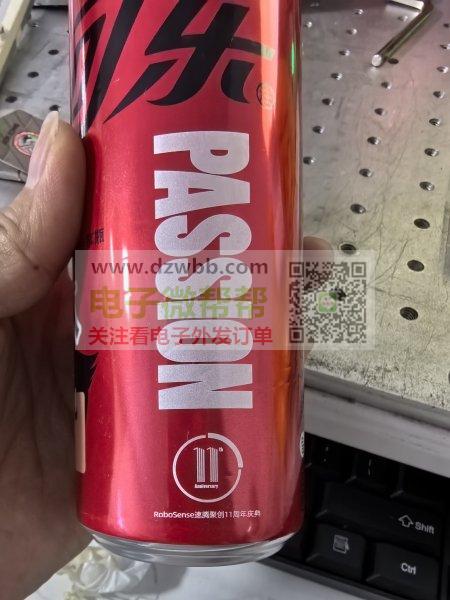 乐
PASSION
www.dzwbb.com
电子微帮帮
关注看电子外发订单
11th
Anniversary
RoboSense速腾聚创11周年庆典
Shift
Ctrl